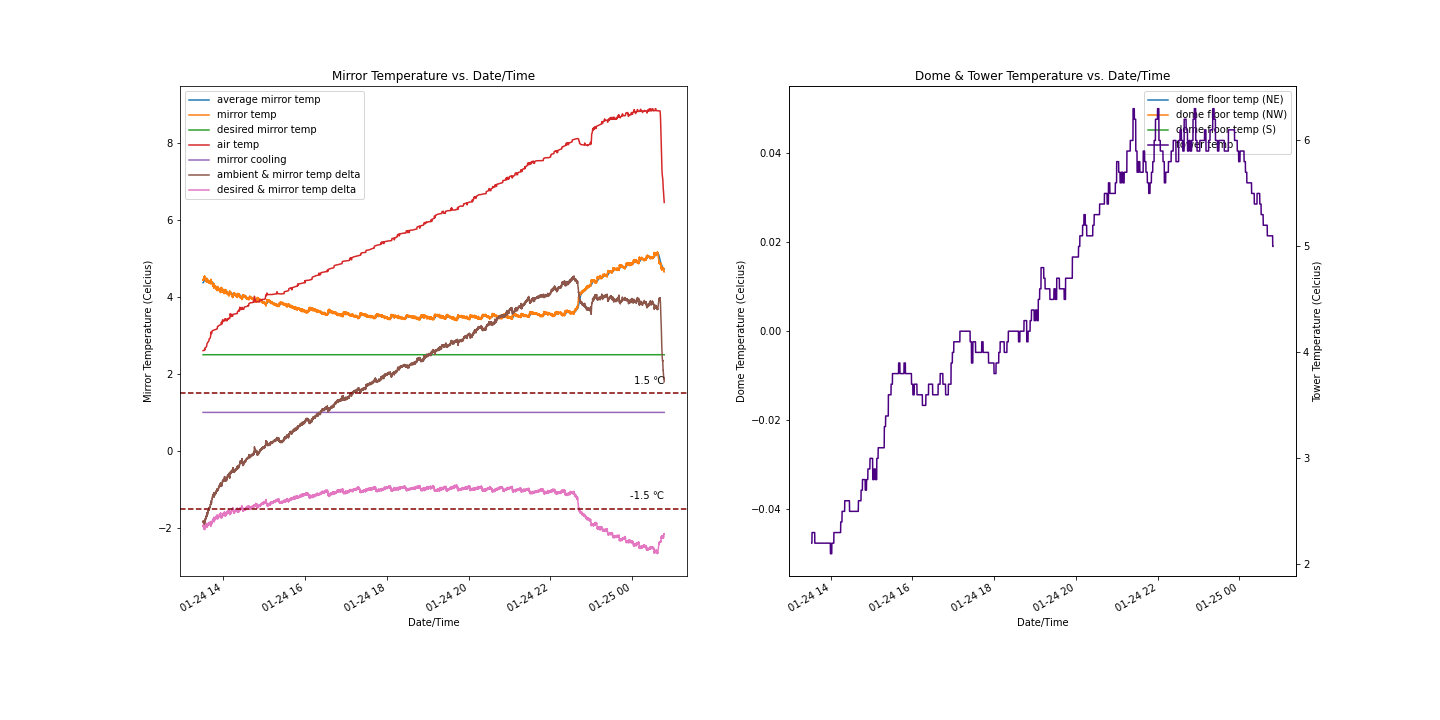 Mirror Temperature vs. Date/Time
average mirror temp
mirror temp
desired mirror temp
air temp
mirror cooling
ambient & mirror temp delta
desired & mirror temp delta
Mirror Temperature (Celcius)
8
6
4
2
0
−2
1.5 °C
-1.5 °C
01-24 14
01-24 16
01-24 18
01-24 20
01-24 22
01-25 00
Date/Time
Dome & Tower Temperature vs. Date/Time
dome floor temp (NE)
dome floor temp (NW)
dome floor temp (S)
tower temp
Dome Temperature (Celcius)
0.04
0.02
0.00
−0.02
−0.04
6
5
4
3
2
Tower Temperature (Celcius)
01-24 14
01-24 16
01-24 18
01-24 20
01-24 22
01-25 00
Date/Time